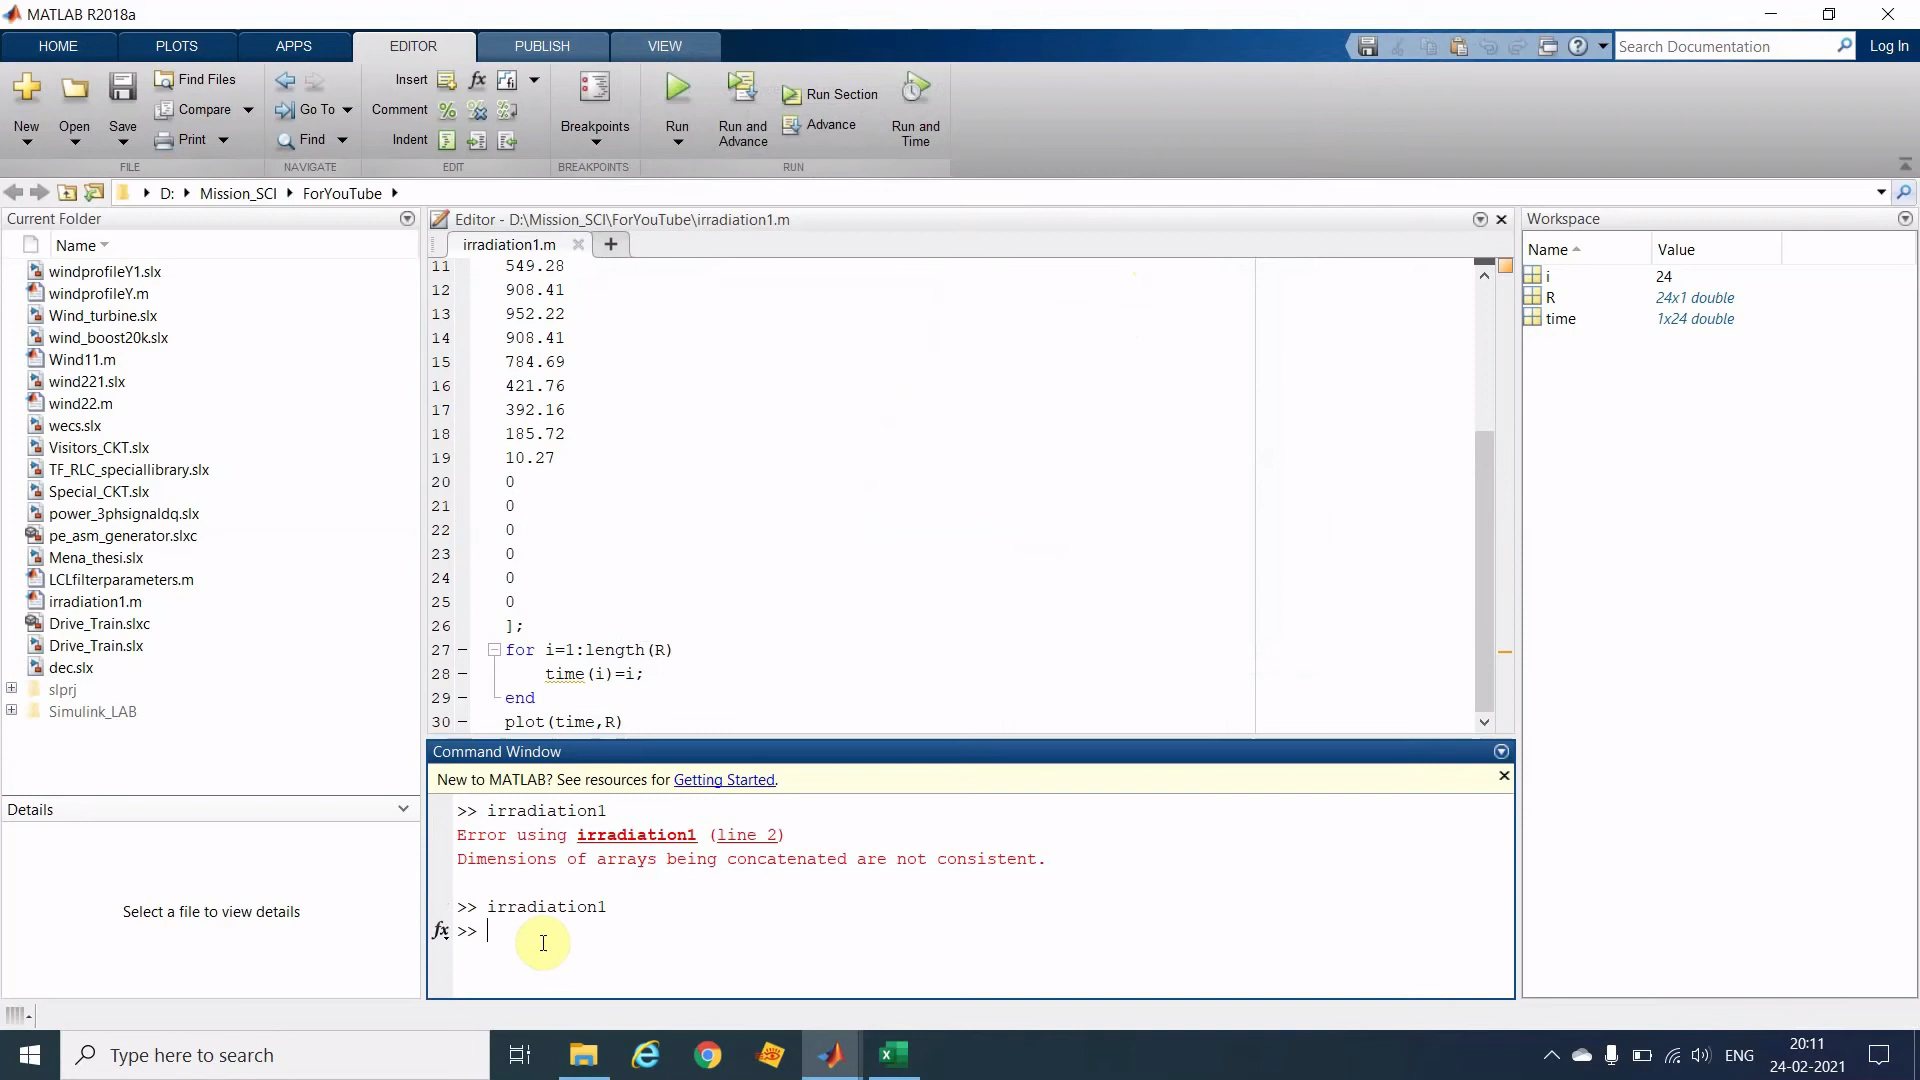 MATLAB R2018a
HOME PLOTS APPS EDITOR PUBLISH VIEW
Search Documentation
Log In
New
Open
Save
Find Files
Compare
Print
FILE
Go To
Find
NAVIGATE
Insert
Comment
Indent
EDIT
fx
Breakpoints
BREAKPOINTS
Run
Run and Advance
Run Section
Advance
Run and Time
RUN
D: Mission_SCI ForYouTube
Current Folder
Name
windprofileY1.slx
windprofileY.m
Wind_turbine.slx
wind_boost20k.slx
Wind11.m
wind221.slx
wind22.m
wecs.slx
Visitors_CKT.slx
TF_RLC_speciallibrary.slx
Special_CKT.slx
power_3phsignaldq.slx
pe_asm_generator.slxc
Mena_thesi.slx
LCLfilterparameters.m
irradiation1.m
Drive_Train.slxc
Drive_Train.slx
dec.slx
slprj
Simulink_LAB
Details
Select a file to view details
Editor - D:\Mission_SCI\ForYouTube\irradiation1.m
irradiation1.m
11 549.28
12 908.41
13 952.22
14 908.41
15 784.69
16 421.76
17 392.16
18 185.72
19 10.27
20 0
21 0
22 0
23 0
24 0
25 0
26 ];
27 – for i=1:length(R)
28 – time(i)=i;
29 – end
30 – plot(time,R)
Command Window
New to MATLAB? See resources for Getting Started.
>> irradiation1
Error using irradiation1 (line 2)
Dimensions of arrays being concatenated are not consistent.
>> irradiation1
fx >>
Workspace
Name Value
i 24
R 24x1 double
time 1x24 double
Type here to search
ENG
20:11
24-02-2021